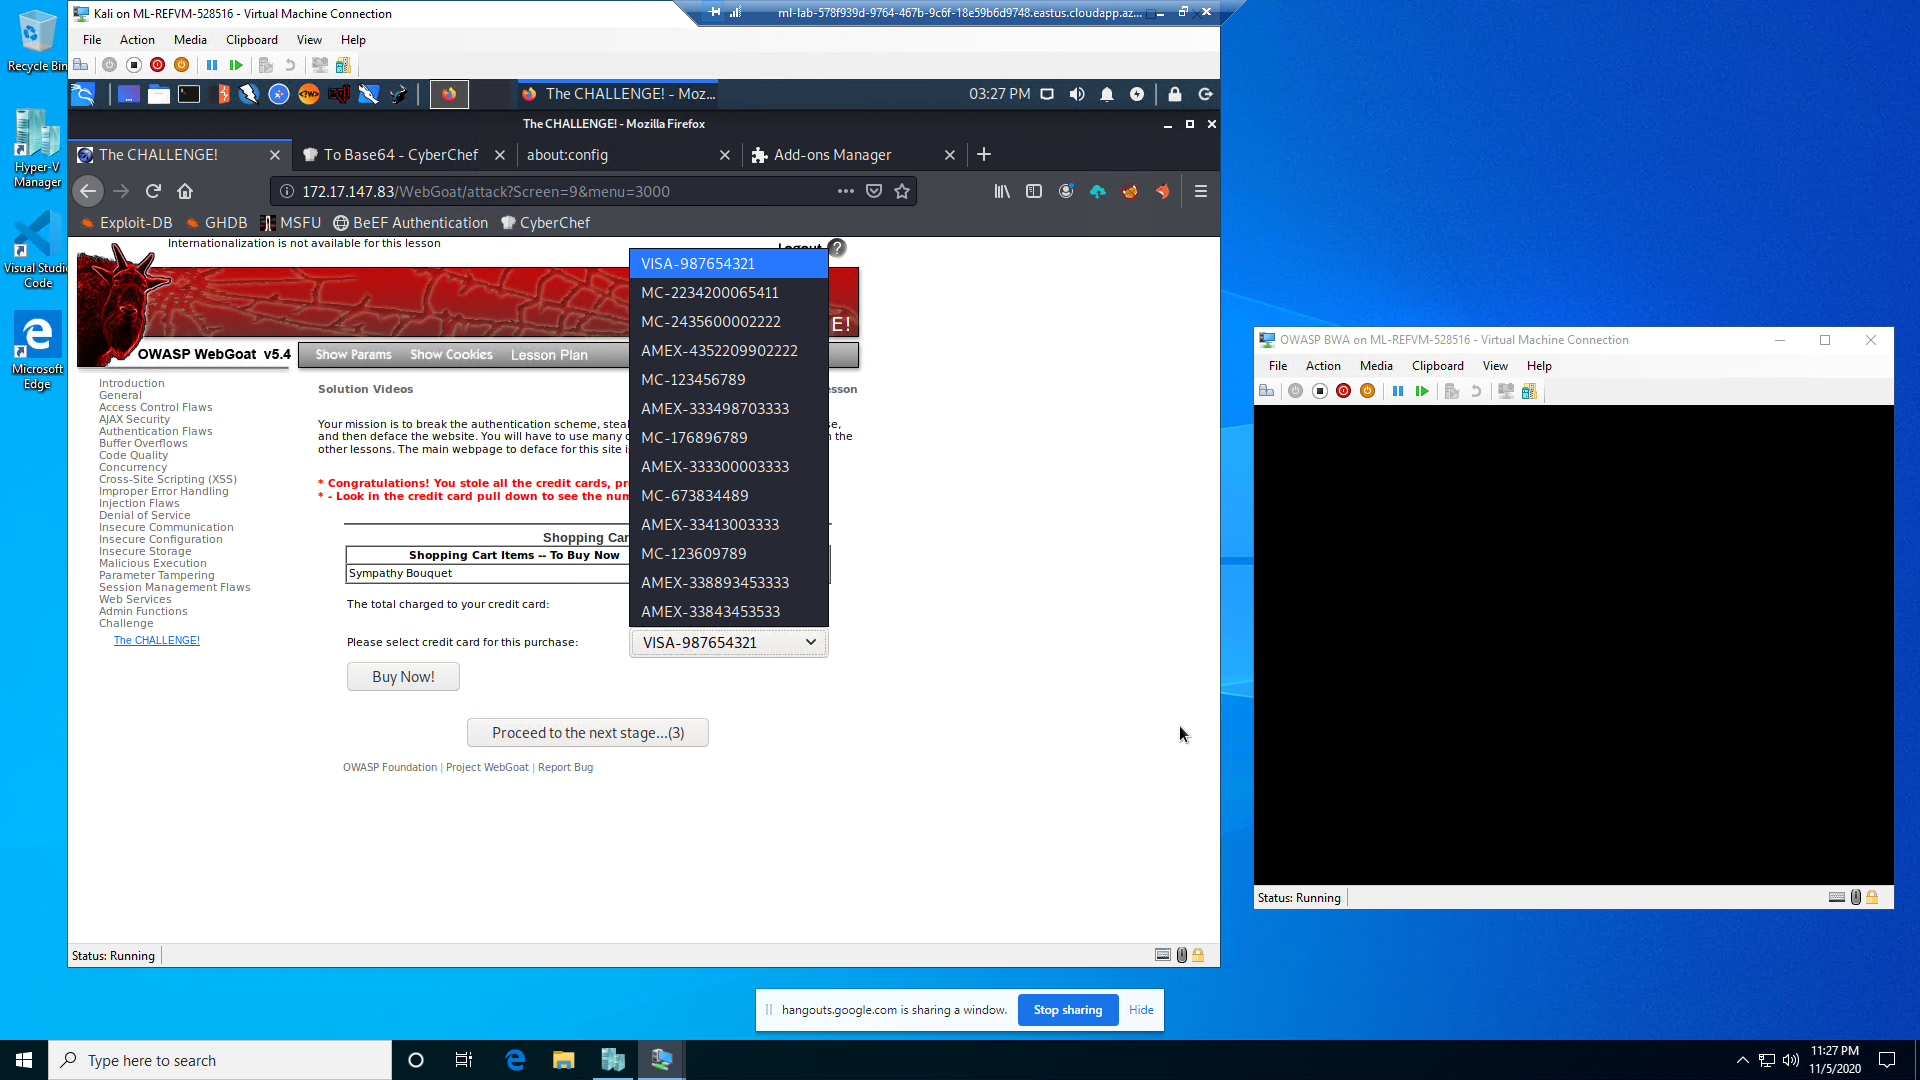 Recycle Bin
Hyper-V
Manager
Visual Studio
Code
Microsoft
Edge
Kali on ML-REFVM-528516 - Virtual Machine Connection
ml-lab-578f939d-9764-467b-9c6f-18e59b6d9748.eastus.cloudapp.az...
File Action Media Clipboard View Help
The CHALLENGE! - Moz...
03:27 PM
The CHALLENGE! - Mozilla Firefox
The CHALLENGE!
To Base64 - CyberChef
about:config
Add-ons Manager
172.17.147.83/WebGoat/attack?Screen=9&menu=3000
Exploit-DB GHDB MSFU BeEF Authentication CyberChef
Internationalization is not available for this lesson
Logout ?
E!
OWASP WebGoat v5.4
Show Params Show Cookies Lesson Plan
Introduction
General
Access Control Flaws
AJAX Security
Authentication Flaws
Buffer Overflows
Code Quality
Concurrency
Cross-Site Scripting (XSS)
Improper Error Handling
Injection Flaws
Denial of Service
Insecure Communication
Insecure Configuration
Insecure Storage
Malicious Execution
Parameter Tampering
Session Management Flaws
Web Services
Admin Functions
Challenge
The CHALLENGE!
Solution Videos
esson
Your mission is to break the authentication scheme, steal
e,
and then deface the website. You will have to use many
n the
other lessons. The main webpage to deface for this site
* Congratulations! You stole all the credit cards, pr
* - Look in the credit card pull down to see the num
Shopping Car
Shopping Cart Items -- To Buy Now
Sympathy Bouquet
The total charged to your credit card:
Please select credit card for this purchase:
VISA-987654321
MC-2234200065411
MC-2435600002222
AMEX-4352209902222
MC-123456789
AMEX-333498703333
MC-176896789
AMEX-333300003333
MC-673834489
AMEX-33413003333
MC-123609789
AMEX-338893453333
AMEX-33843453533
VISA-987654321
Buy Now!
Proceed to the next stage...(3)
OWASP Foundation | Project WebGoat | Report Bug
Status: Running
OWASP BWA on ML-REFVM-528516 - Virtual Machine Connection
File Action Media Clipboard View Help
Status: Running
hangouts.google.com is sharing a window.
Stop sharing
Hide
Type here to search
11:27 PM
11/5/2020